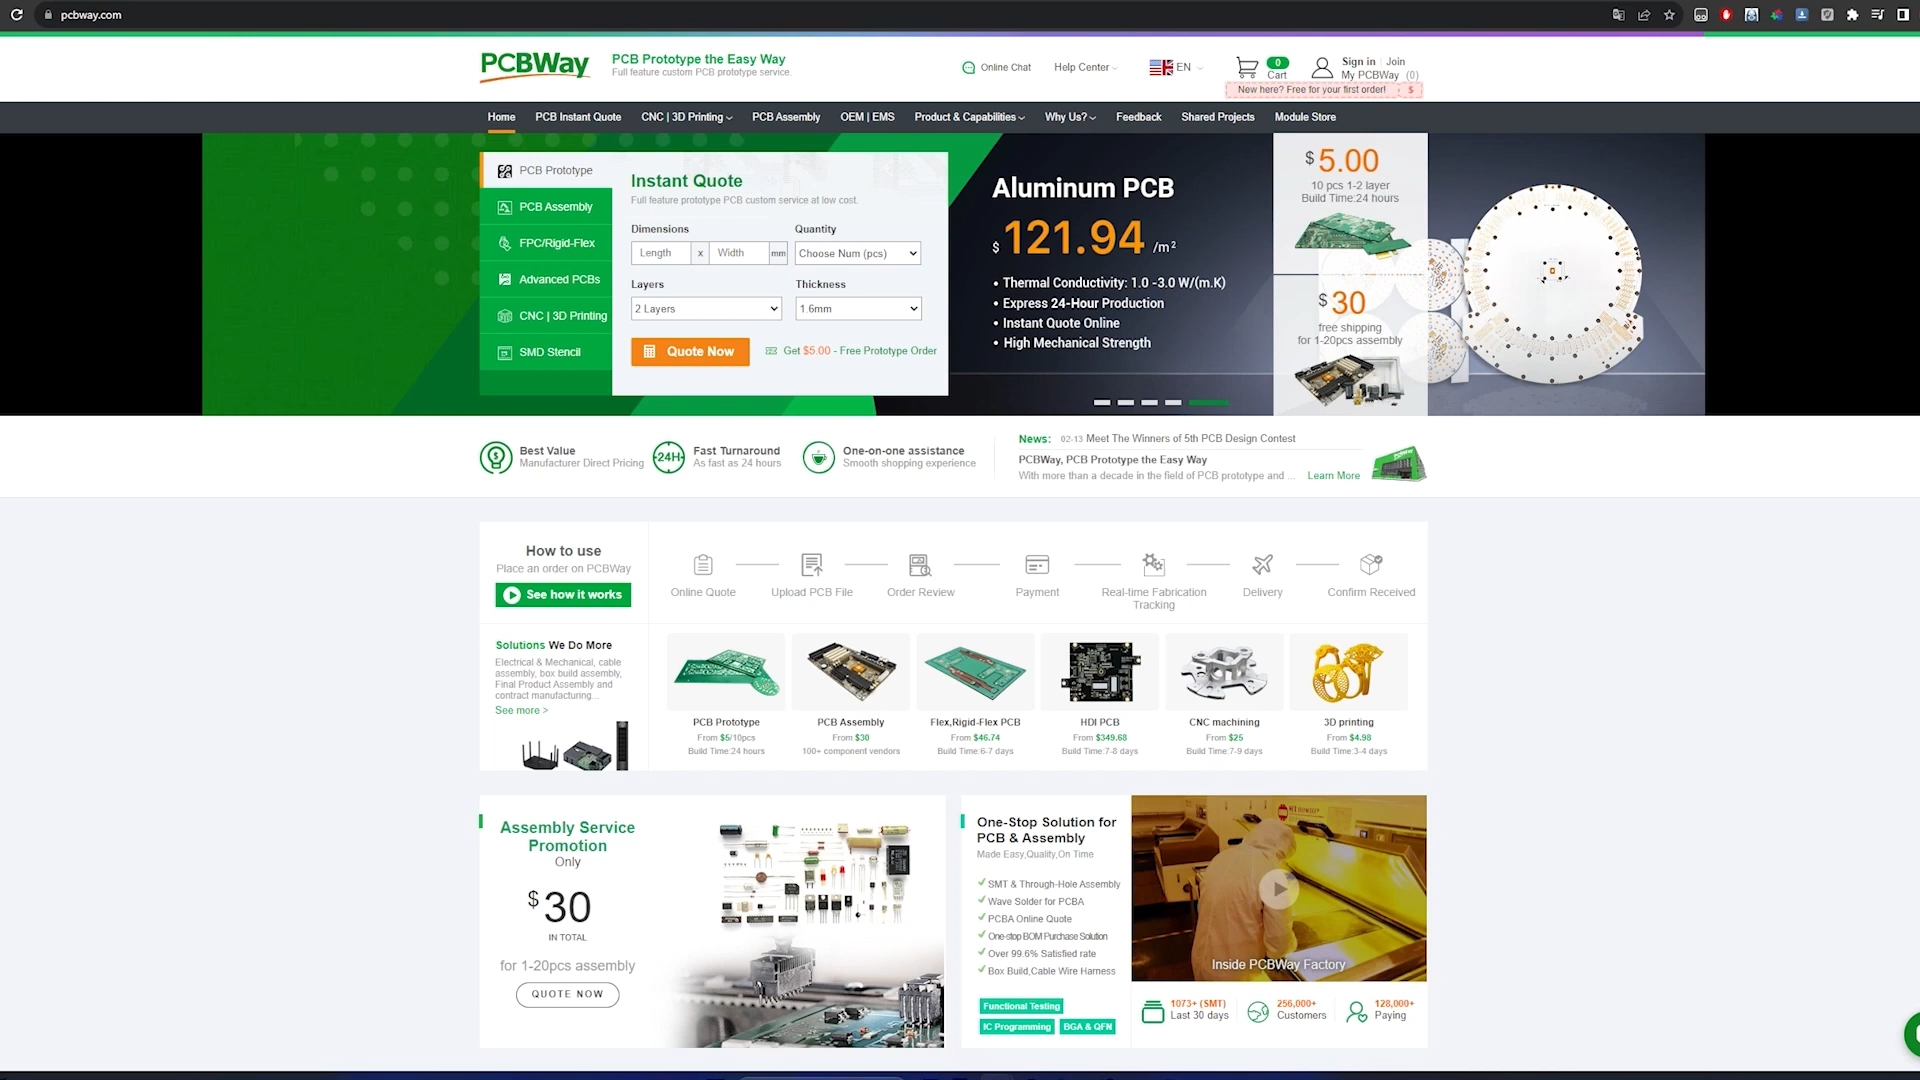 pcbway.com
PCBWay
PCB Prototype the Easy Way
Full feature custom PCB prototype service.
Online Chat
Help Center
EN
0
Cart
Sign in | Join
My PCBWay (0)
New here? Free for your first order! $
Home
PCB Instant Quote
CNC | 3D Printing
PCB Assembly
OEM | EMS
Product & Capabilities
Why Us?
Feedback
Shared Projects
Module Store
PCB Prototype
PCB Assembly
FPC/Rigid-Flex
Advanced PCBs
CNC | 3D Printing
SMD Stencil
Instant Quote
Full feature prototype PCB custom service at low cost.
Dimensions
Quantity
Length x Width mm
Choose Num (pcs)
Layers
Thickness
2 Layers
1.6mm
Quote Now
Get $5.00 - Free Prototype Order
Aluminum PCB
$ 121.94 /m²
• Thermal Conductivity: 1.0 -3.0 W/(m.K)
• Express 24-Hour Production
• Instant Quote Online
• High Mechanical Strength
$5.00
10 pcs 1-2 layer
Build Time:24 hours
$30
free shipping
for 1-20pcs assembly
Best Value
Manufacturer Direct Pricing
24H
Fast Turnaround
As fast as 24 hours
One-on-one assistance
Smooth shopping experience
News: 02-13 Meet The Winners of 5th PCB Design Contest
PCBWay, PCB Prototype the Easy Way
With more than a decade in the field of PCB prototype and ... Learn More
PCBWay
How to use
Place an order on PCBWay
See how it works
Online Quote
Upload PCB File
Order Review
Payment
Real-time Fabrication
Tracking
Delivery
Confirm Received
Solutions We Do More
Electrical & Mechanical, cable
assembly, box build assembly,
Final Product Assembly and
contract manufacturing...
See more >
PCB Prototype
From $5/10pcs
Build Time:24 hours
PCB Assembly
From $30
100+ component vendors
Flex,Rigid-Flex PCB
From $46.74
Build Time:6-7 days
HDI PCB
From $349.68
Build Time:7-8 days
CNC machining
From $25
Build Time:7-9 days
3D printing
From $4.98
Build Time:3-4 days
Assembly Service
Promotion
Only
$30
IN TOTAL
for 1-20pcs assembly
QUOTE NOW
One-Stop Solution for
PCB & Assembly
Made Easy,Quality,On Time
SMT & Through-Hole Assembly
Wave Solder for PCBA
PCBA Online Quote
One-stop BOM Purchase Solution
Over 99.6% Satisfied rate
Box Build,Cable Wire Harness
Functional Testing
IC Programming
BGA & QFN
Inside PCBWay Factory
1073+ (SMT)
Last 30 days
256,000+
Customers
128,000+
Paying